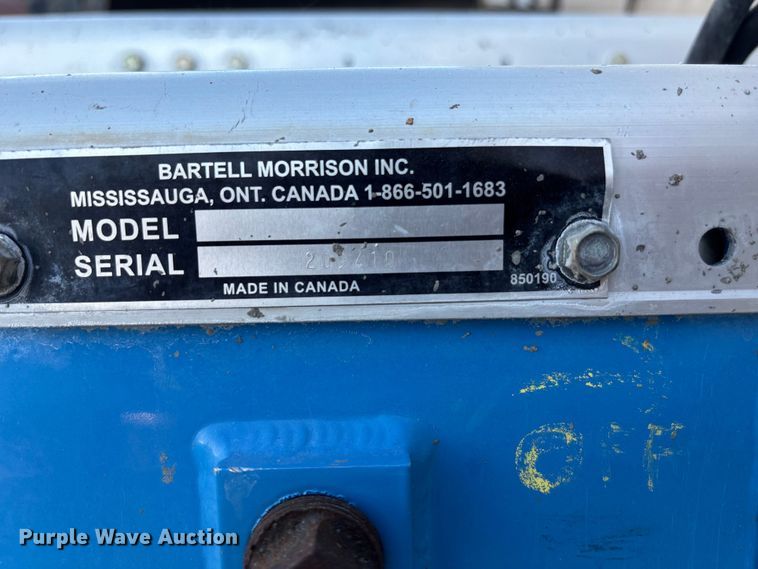 BARTELL MORRISON INC.
MISSISSAUGA, ONT. CANADA 1-866-501-1683
MODEL
SERIAL
MADE IN CANADA
850190
OFF
Purple Wave Auction